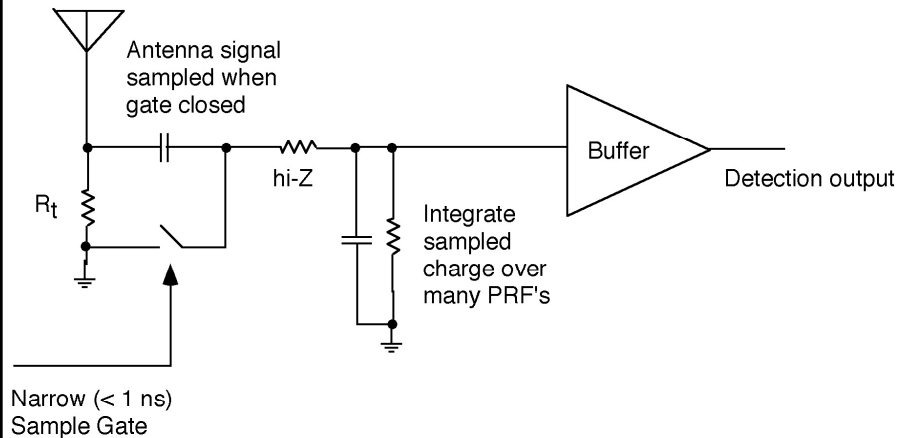 Antenna signal
sampled when
gate closed
Rt
hi-Z
Buffer
Detection output
Integrate
sampled
charge over
many PRF's
Narrow (< 1 ns)
Sample Gate